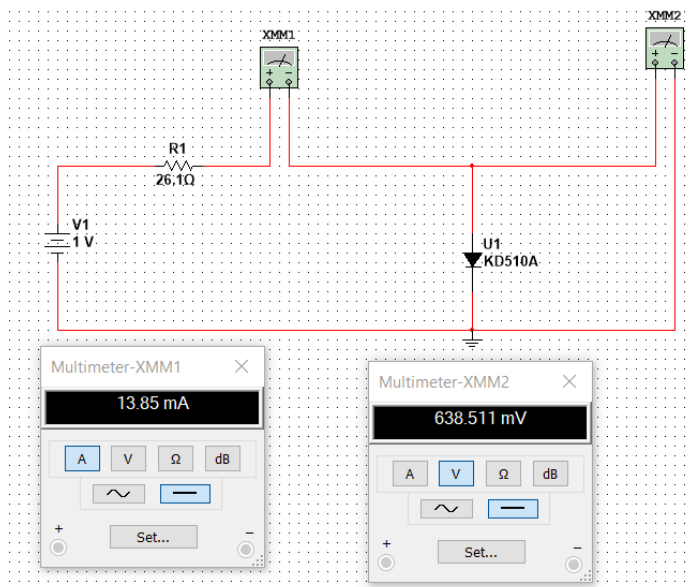 XMM1
XMM2
+ −
+ −
R1
26.1Ω
V1
1 V
U1
KD510A
Multimeter-XMM1
13.85 mA
A V Ω dB
+ −
Set...
Multimeter-XMM2
638.511 mV
A V Ω dB
+ −
Set...